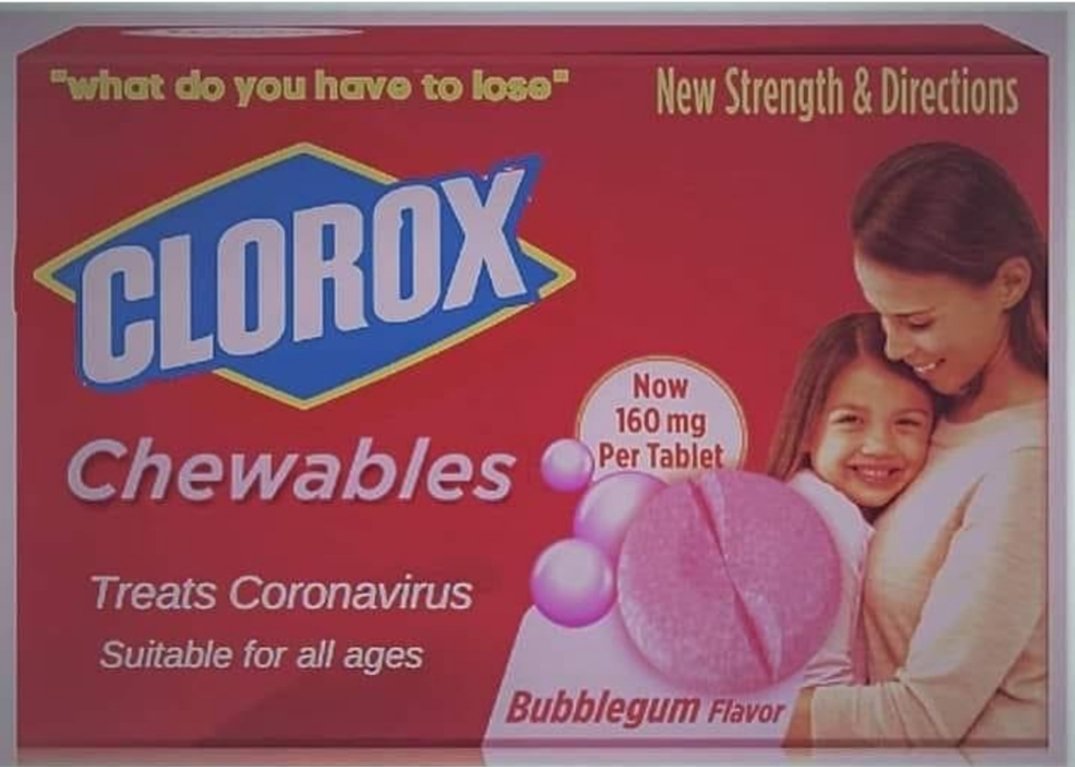 "what do you have to lose"
New Strength & Directions
CLOROX
Chewables
Now
160 mg
Per Tablet
Treats Coronavirus
Suitable for all ages
Bubblegum Flavor